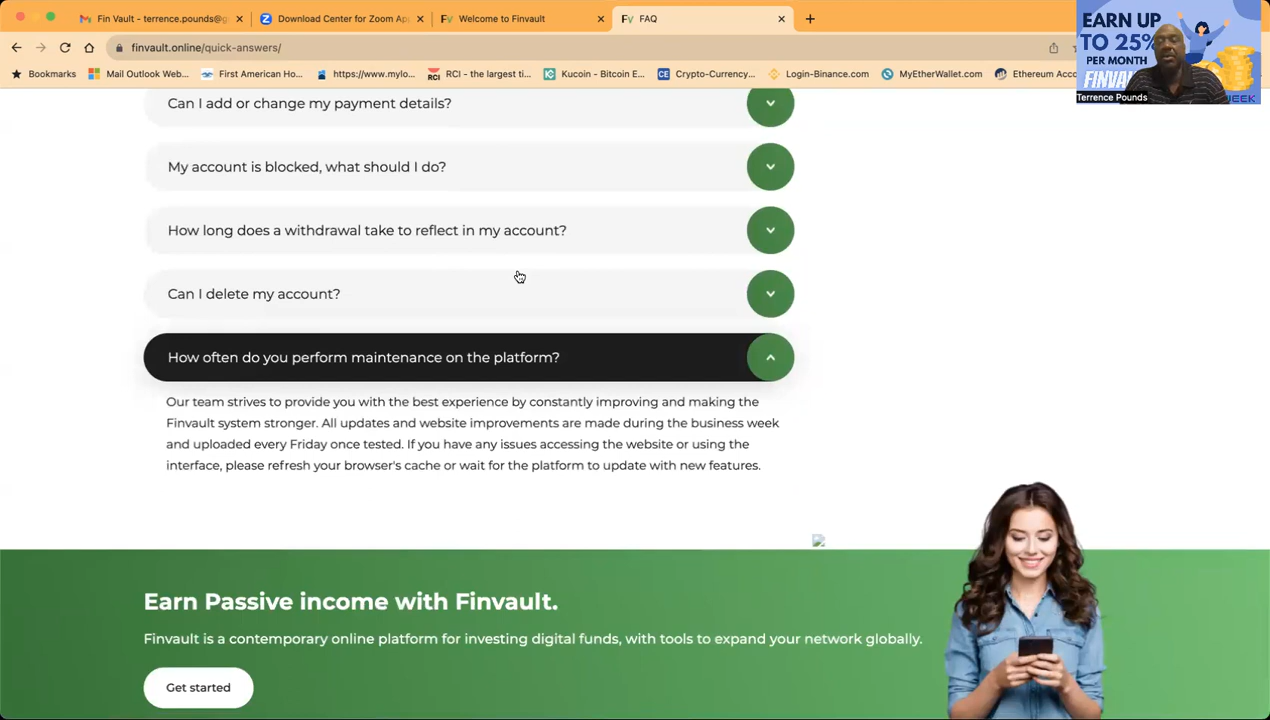 Fin Vault - terrence.pounds@g
Download Center for Zoom Ap
Welcome to Finvault
FAQ
finvault.online/quick-answers/
Bookmarks
Mail Outlook Web...
First American Ho...
https://www.mylo...
RCI - the largest ti...
Kucoin - Bitcoin E...
Crypto-Currency...
Login-Binance.com
MyEtherWallet.com
Ethereum Acc
EARN UP
TO 25%
PER MONTH
FINVA
EEK
Terrence Pounds
Can I add or change my payment details?
My account is blocked, what should I do?
How long does a withdrawal take to reflect in my account?
Can I delete my account?
How often do you perform maintenance on the platform?
Our team strives to provide you with the best experience by constantly improving and making the
Finvault system stronger. All updates and website improvements are made during the business week
and uploaded every Friday once tested. If you have any issues accessing the website or using the
interface, please refresh your browser's cache or wait for the platform to update with new features.
Earn Passive income with Finvault.
Finvault is a contemporary online platform for investing digital funds, with tools to expand your network globally.
Get started